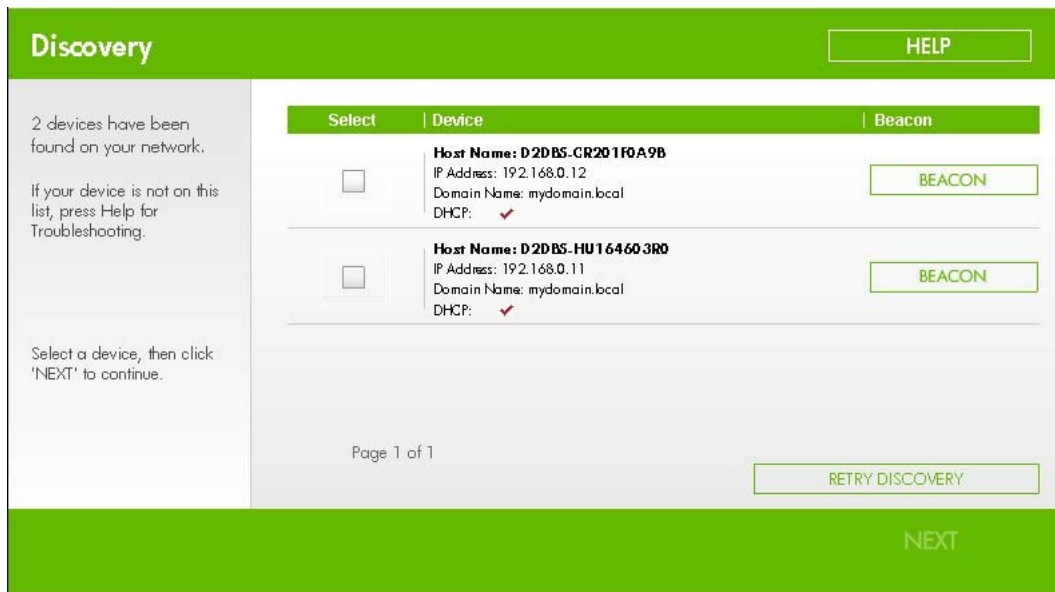 Discovery
HELP
2 devices have been
found on your network.
If your device is not on this
list, press Help for
Troubleshooting.
Select a device, then click
'NEXT' to continue.
Select | Device | Beacon
Host Name: D2DBS-CR201F0A9B
IP Address: 192.168.0.12
Domain Name: mydomain.local
DHCP:
BEACON
Host Name: D2DBS-HU164603R0
IP Address: 192.168.0.11
Domain Name: mydomain.local
DHCP:
BEACON
Page 1 of 1
RETRY DISCOVERY
NEXT